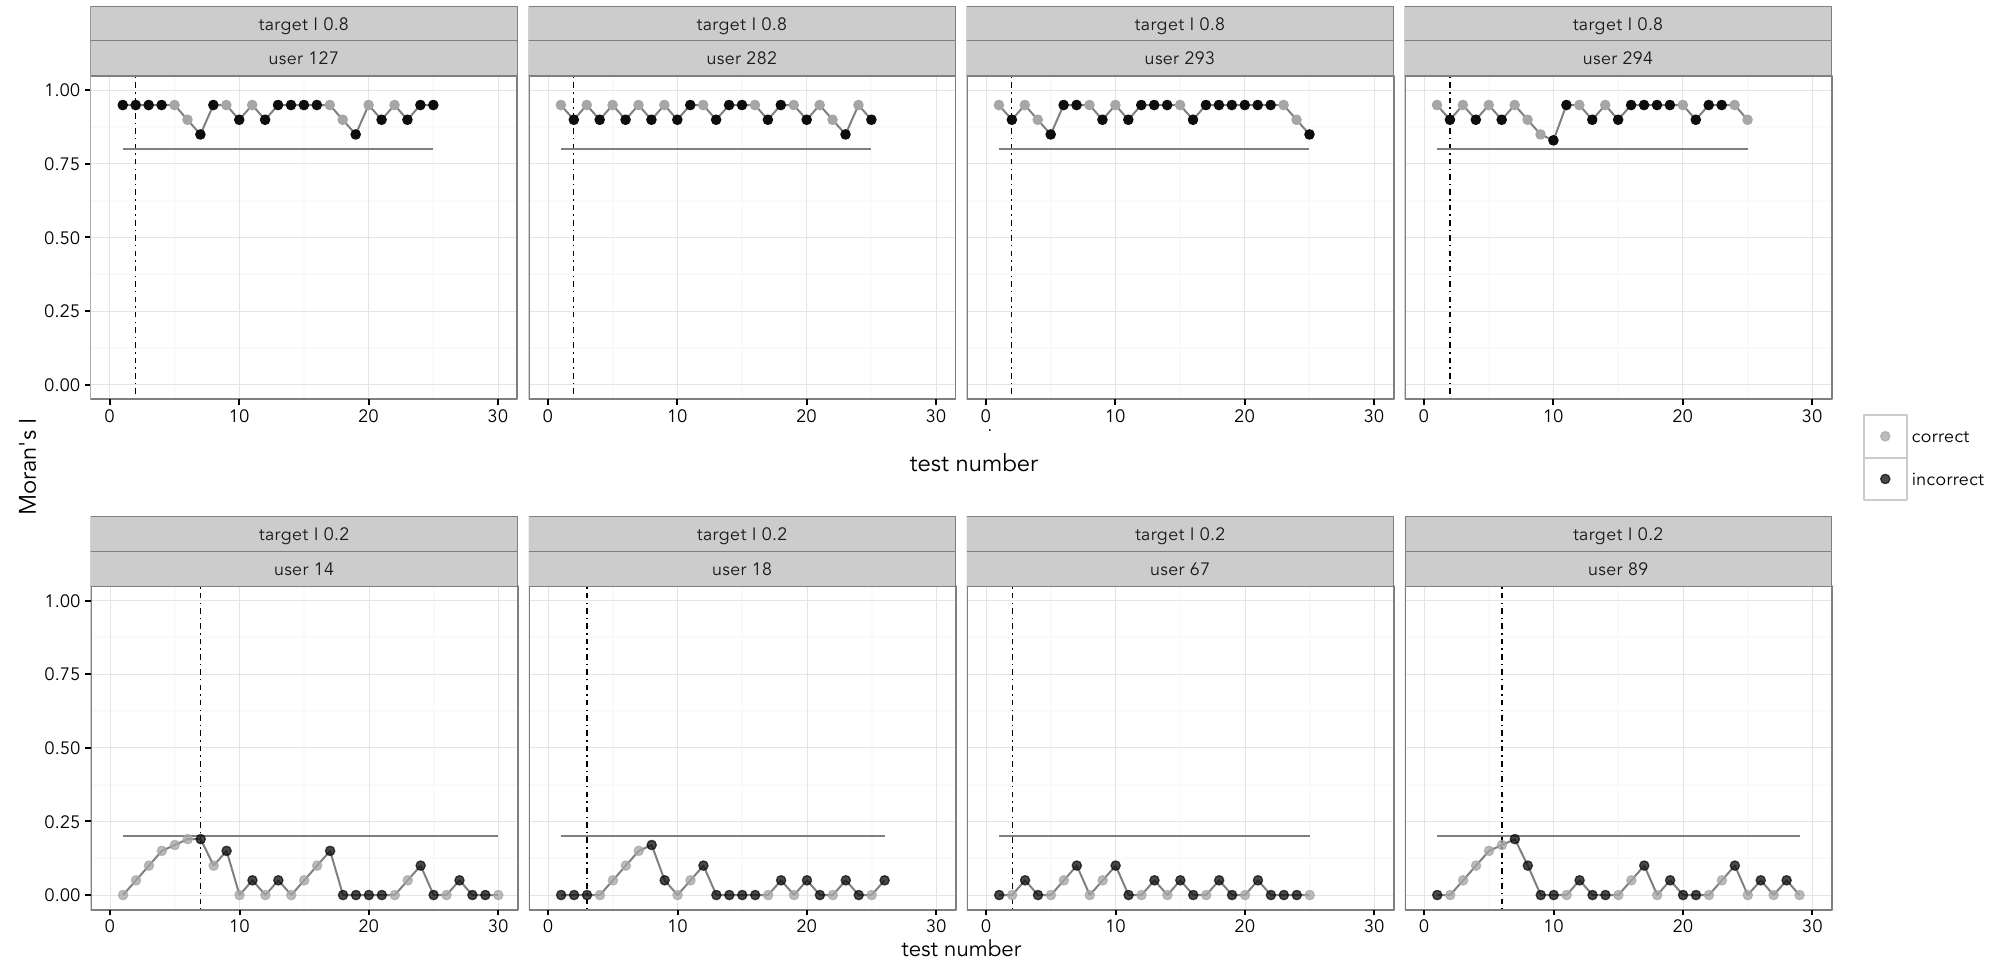 target I 0.8 target I 0.8 target I 0.8 target I 0.8
user 127 user 282 user 293 user 294
1.00
0.75
0.50
0.25
0.00
0 10 20 30 0 10 20 30 0 10 20 30 0 10 20 30
test number
Moran's I
correct
incorrect
target I 0.2 target I 0.2 target I 0.2 target I 0.2
user 14 user 18 user 67 user 89
1.00
0.75
0.50
0.25
0.00
0 10 20 30 0 10 20 30 0 10 20 30 0 10 20 30
test number